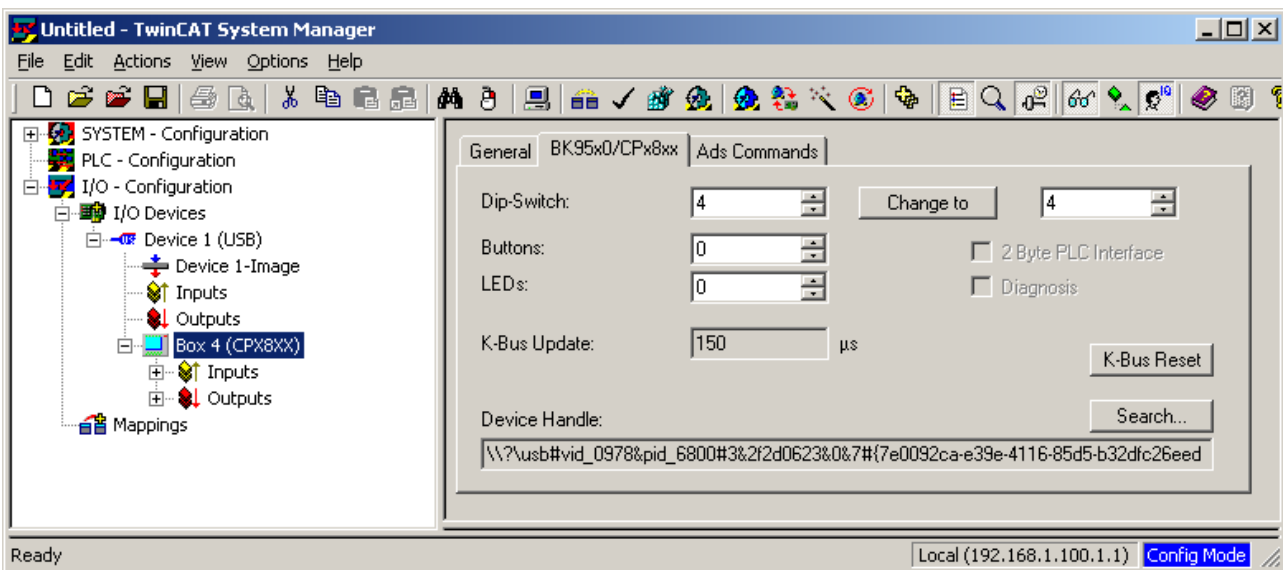 Untitled - TwinCAT System Manager
File Edit Actions View Options Help
SYSTEM - Configuration
PLC - Configuration
I/O - Configuration
I/O Devices
Device 1 (USB)
Device 1-Image
Inputs
Outputs
Box 4 (CPX8XX)
Inputs
Outputs
Mappings
General BK95x0/CPx8xx Ads Commands
Dip-Switch: 4 Change to 4
Buttons: 0 2 Byte PLC Interface
LEDs: 0 Diagnosis
K-Bus Update: 150 µs
K-Bus Reset
Device Handle: Search...
\\?\usb#vid_0978&pid_6800#3&2f2d0623&0&7#{7e0092ca-e39e-4116-85d5-b32dfc26eed
Ready Local (192.168.1.100.1.1) Config Mode